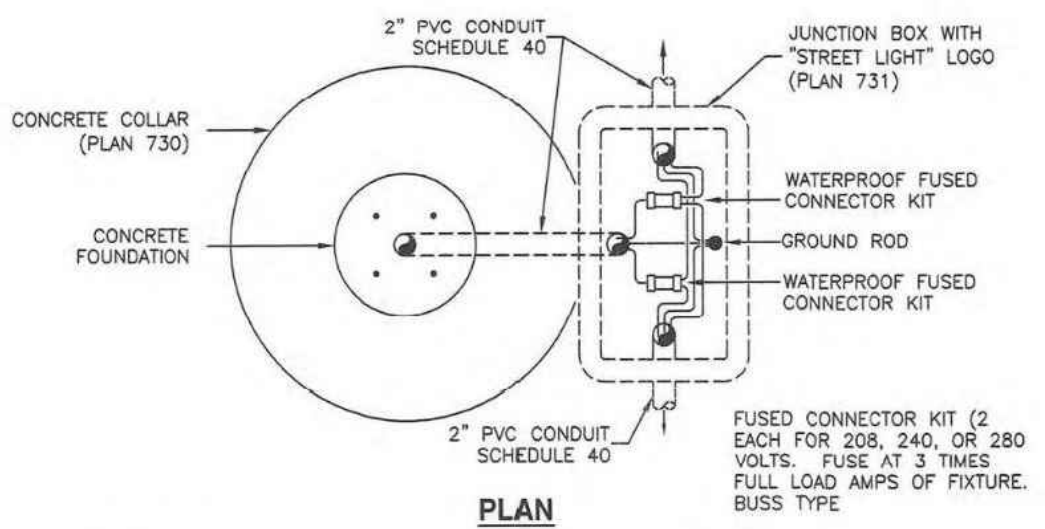 2" PVC CONDUIT
SCHEDULE 40
JUNCTION BOX WITH
"STREET LIGHT" LOGO
(PLAN 731)
CONCRETE COLLAR
(PLAN 730)
WATERPROOF FUSED
CONNECTOR KIT
CONCRETE
FOUNDATION
GROUND ROD
WATERPROOF FUSED
CONNECTOR KIT
2" PVC CONDUIT
SCHEDULE 40
FUSED CONNECTOR KIT (2
EACH FOR 208, 240, OR 280
VOLTS. FUSE AT 3 TIMES
FULL LOAD AMPS OF FIXTURE.
BUSS TYPE
PLAN